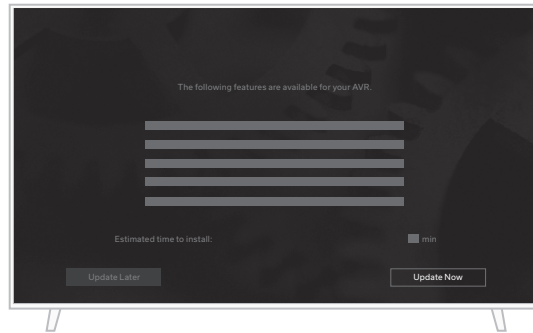 The following features are available for your AVR.
Estimated time to install: min
Update Later Update Now